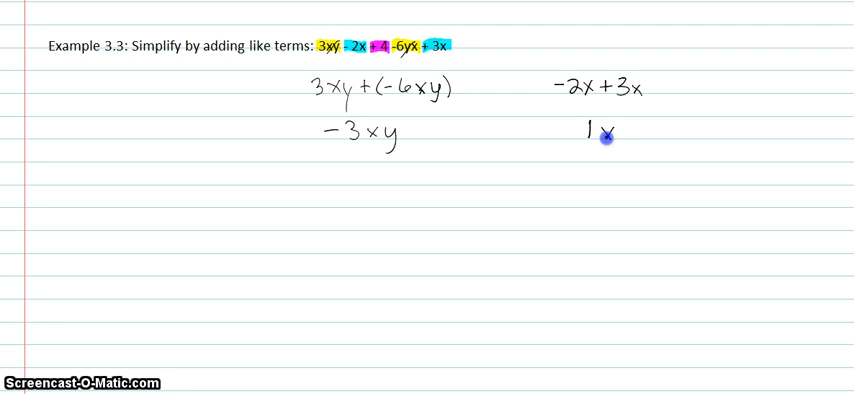 Example 3.3: Simplify by adding like terms: 3xy - 2x + 4 -6yx + 3x
3xy + (-6xy)
-2x + 3x
-3xy
1x
Screencast-O-Matic.com